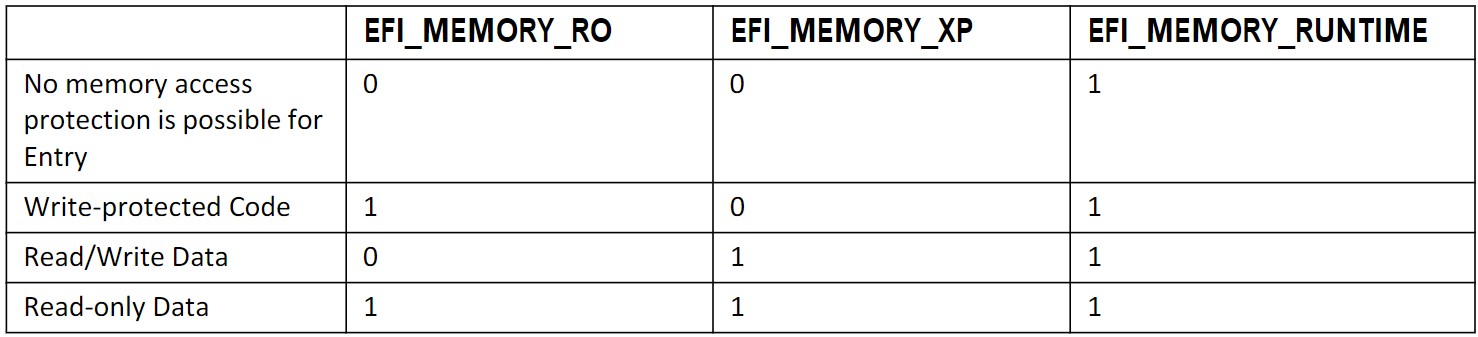 EFI_MEMORY_RO EFI_MEMORY_XP EFI_MEMORY_RUNTIME
No memory access 0 0 1
protection is possible for
Entry
Write-protected Code 1 0 1
Read/Write Data 0 1 1
Read-only Data 1 1 1